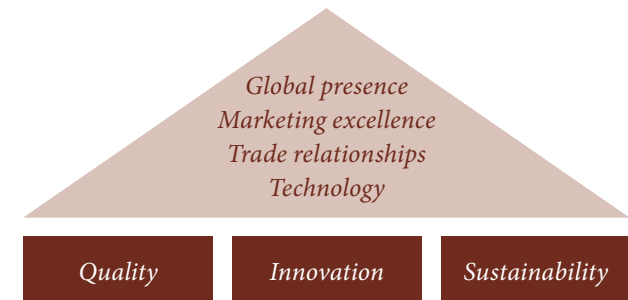 Global presence
Marketing excellence
Trade relationships
Technology
Quality
Innovation
Sustainability